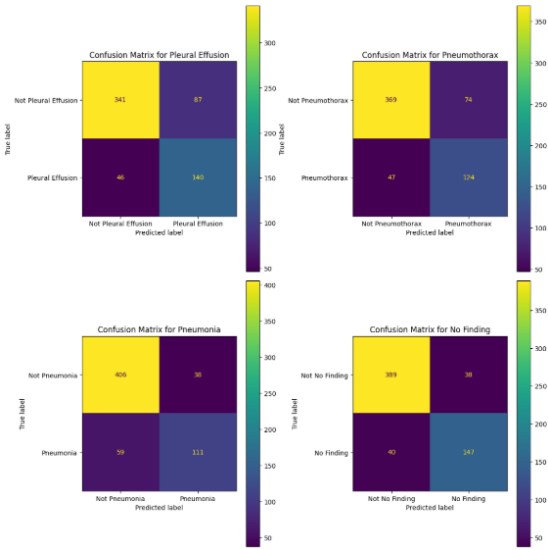 Confusion Matrix for Pleural Effusion
Not Pleural Effusion
341
87
Pleural Effusion
46
140
True label
Not Pleural Effusion Pleural Effusion
Predicted label
300
250
200
150
100
50
Confusion Matrix for Pneumothorax
Not Pneumothorax
369
74
Pneumothorax
47
124
True label
Not Pneumothorax Pneumothorax
Predicted label
350
300
250
200
150
100
50
Confusion Matrix for Pneumonia
Not Pneumonia
406
38
Pneumonia
59
111
True label
Not Pneumonia Pneumonia
Predicted label
400
350
300
250
200
150
100
50
Confusion Matrix for No Finding
Not No Finding
389
38
No Finding
40
147
True label
Not No Finding No Finding
Predicted label
350
300
250
200
150
100
50